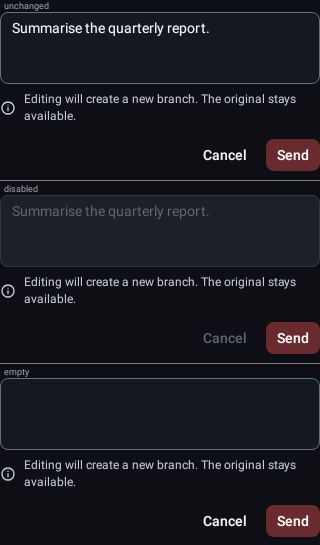 unchanged
Summarise the quarterly report.
Editing will create a new branch. The original stays
available.
Cancel Send
disabled
Summarise the quarterly report.
Editing will create a new branch. The original stays
available.
Cancel Send
empty
Editing will create a new branch. The original stays
available.
Cancel Send